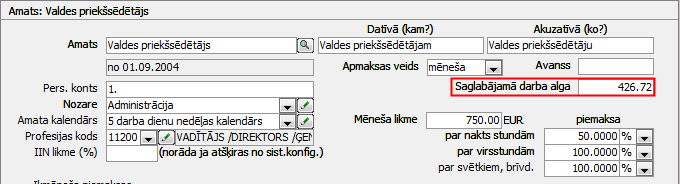 Amats: Valdes priekšsēdētājs
Datīvā (kam?) Akuzatīvā (ko?)
Amats Valdes priekšsēdētājs Valdes priekšsēdētājam Valdes priekšsēdētāju
no 01.09.2004 Apmaksas veids mēneša Avanss
Pers. konts 1. Saglabājamā darba alga 426.72
Nozare Administrācija
Amata kalendārs 5 darba dienu nedēļas kalendārs Mēneša likme 750.00 EUR piemaksa
Profesijas kods 11200 VADĪTĀJS /DIREKTORS /ĢEN par nakts stundām 50.0000 %
IIN likme (%) (norāda ja atšķiras no sist.konfig.) par virsstundām 100.0000 %
par svētkiem, brīvd. 100.0000 %
Ikmēneša piemaksas